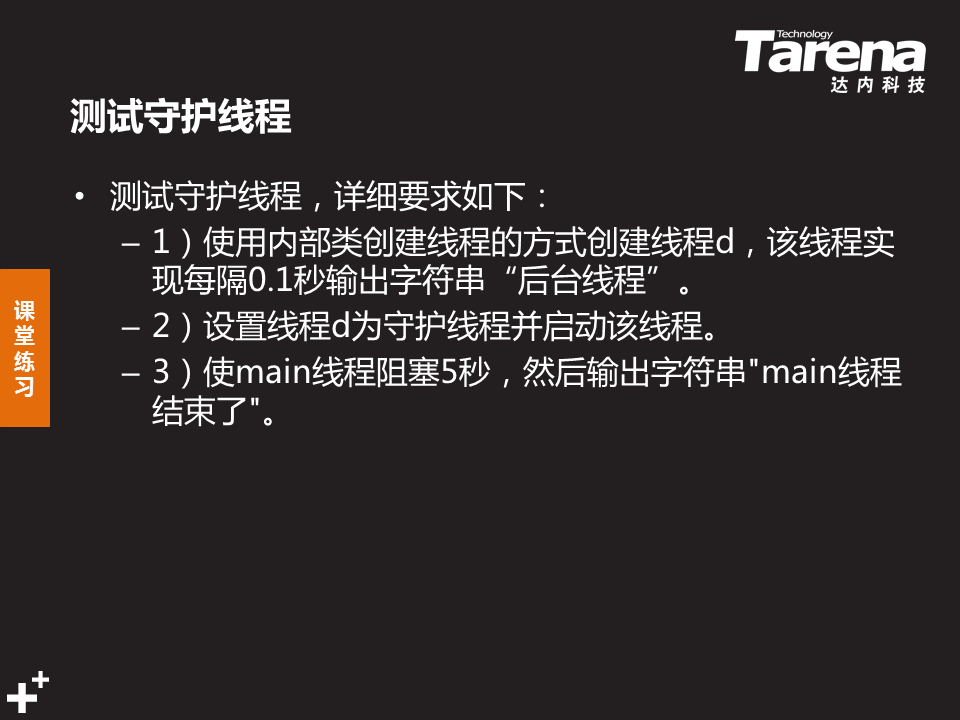 Technology
Tarena
达内科技
测试守护线程
• 测试守护线程，详细要求如下：
– 1）使用内部类创建线程的方式创建线程d，该线程实
现每隔0.1秒输出字符串“后台线程”。
– 2）设置线程d为守护线程并启动该线程。
– 3）使main线程阻塞5秒，然后输出字符串"main线程
结束了"。
课
堂
练
习